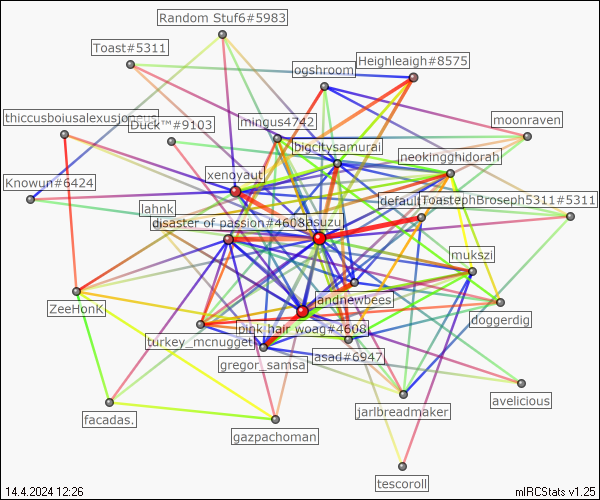 Random Stuf6#5983
Toast#5311
Heighleaigh#8575
ogshroom
thiccusboiusalexusjoneus
Duck™#9103
mingus4742
moonraven
bigcitysamurai
neokingghidorah
xenoyaut
Knowun#6424
default
ToastephBroseph5311#5311
lahnk
disaster of passion#4608
asuzu
mukszi
andnewbees
ZeeHonK
doggerdig
pink hair woag#4608
turkey_mcnugget
asad#6947
gregor_samsa
avelicious
jarlbreadmaker
facadas.
gazpachoman
tescoroll
14.4.2024 12:26
mIRCStats v1.25